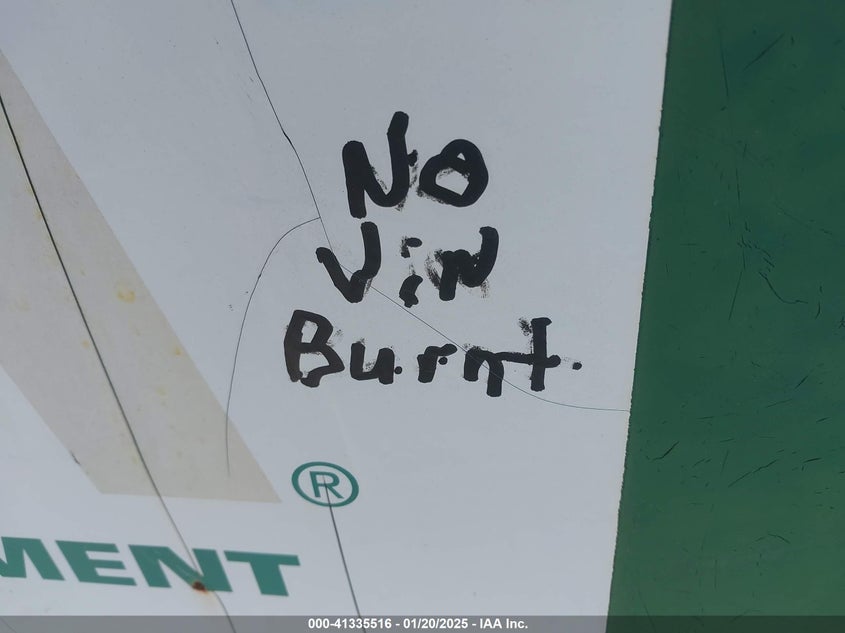 NO
ViN
Burnt.
®
MENT
000-41335516 - 01/20/2025 - IAA Inc.